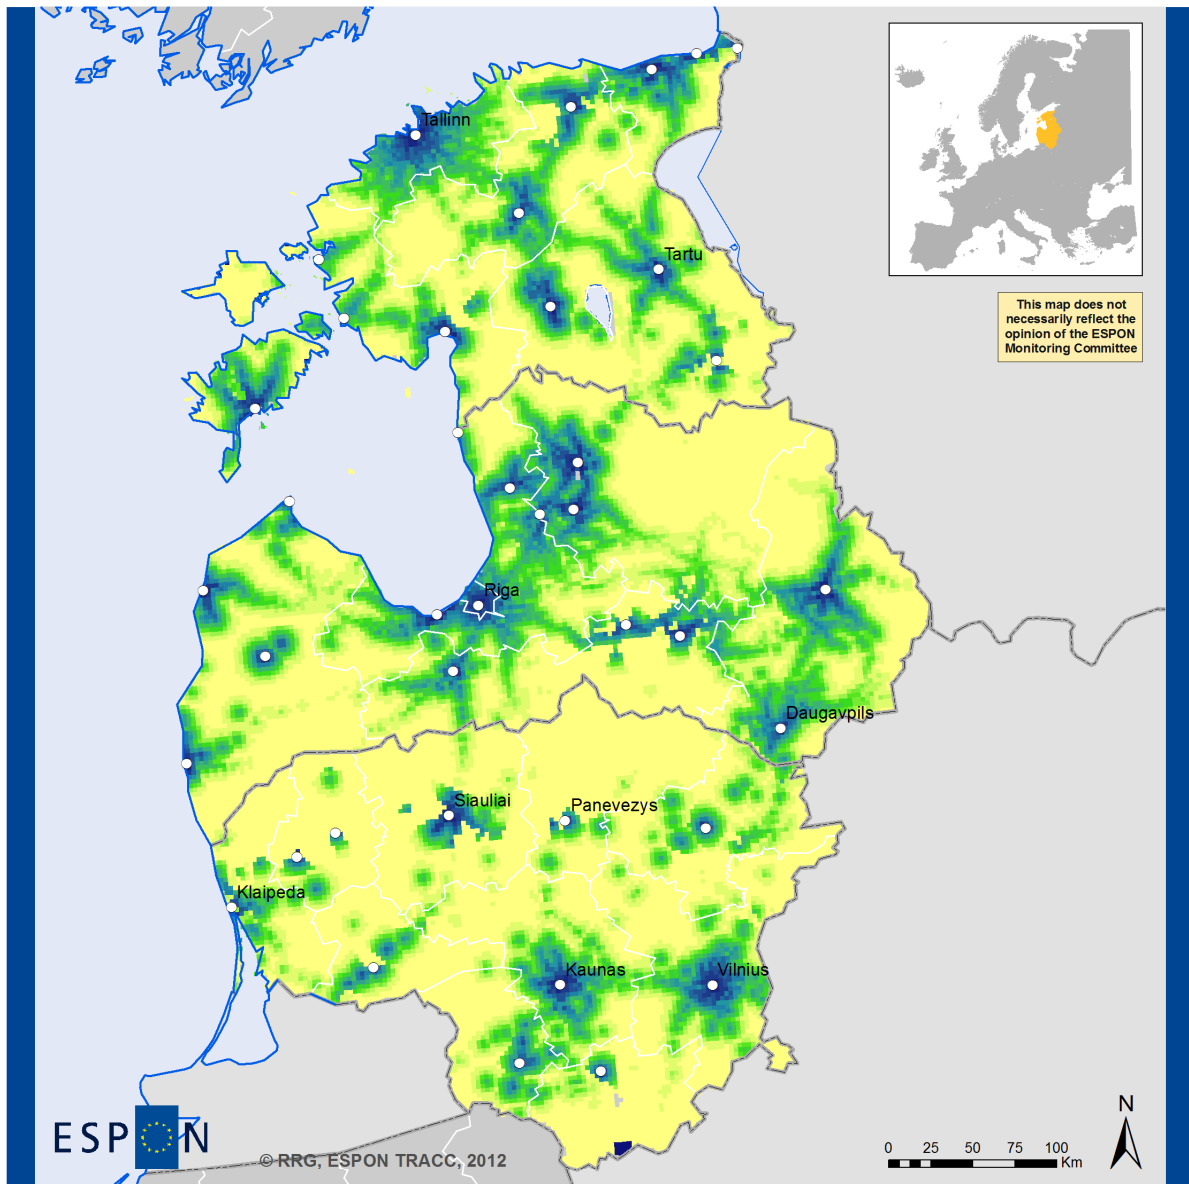 Tallinn
Tartu
Riga
Daugavpils
Siauliai
Panevezys
Klaipeda
Kaunas
Vilnius
This map does not
necessarily reflect the
opinion of the ESPON
Monitoring Committee
ESPON
© RRG, ESPON TRACC, 2012
0 25 50 75 100
Km
N